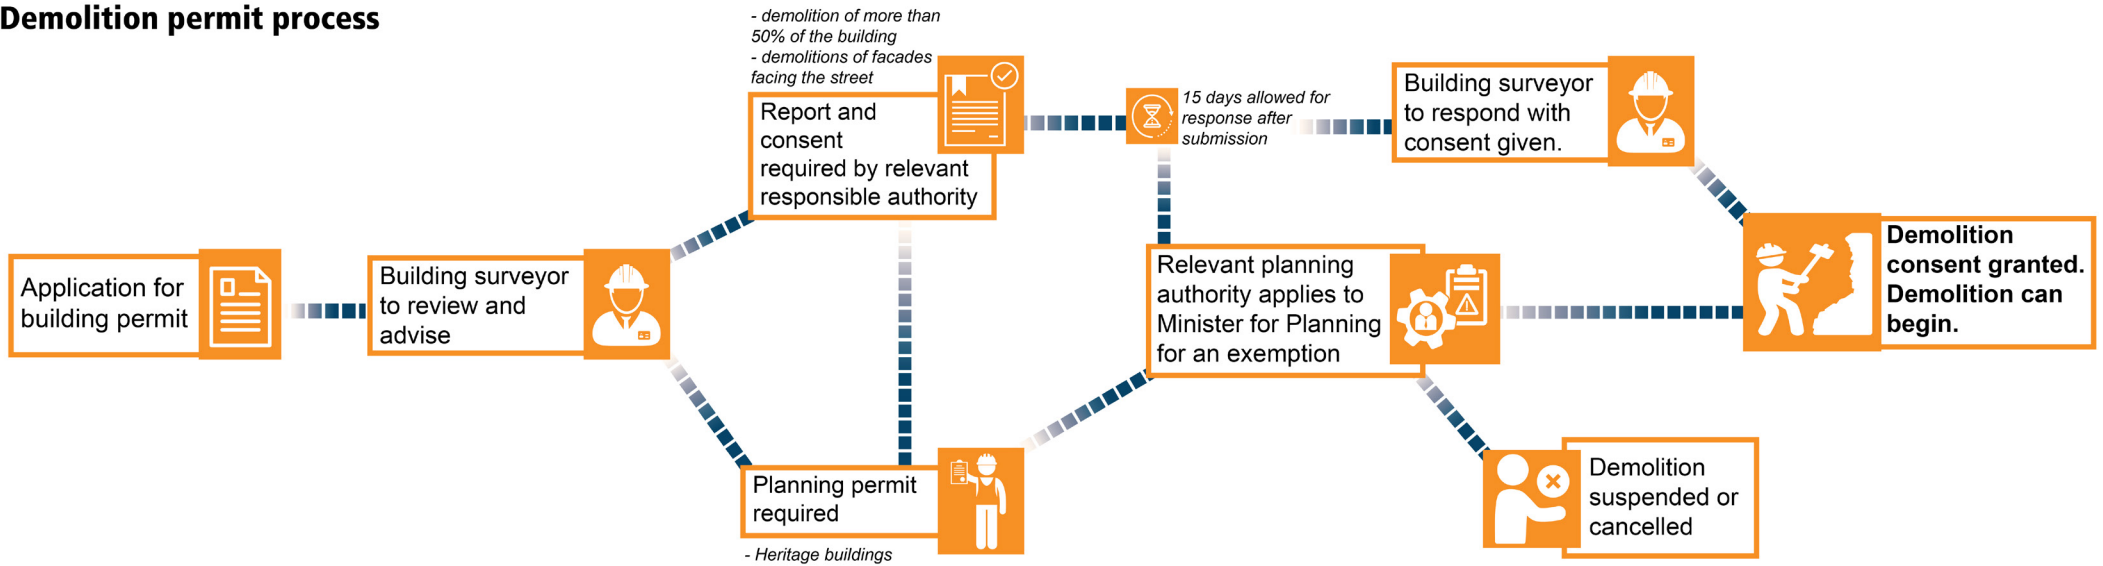 Demolition permit process
- demolition of more than
50% of the building
- demolitions of facades
facing the street
Report and
consent
required by relevant
responsible authority
15 days allowed for
response after
submission
Building surveyor
to respond with
consent given.
Application for
building permit
Building surveyor
to review and
advise
Relevant planning
authority applies to
Minister for Planning
for an exemption
Demolition
consent granted.
Demolition can
begin.
Planning permit
required
- Heritage buildings
Demolition
suspended or
cancelled